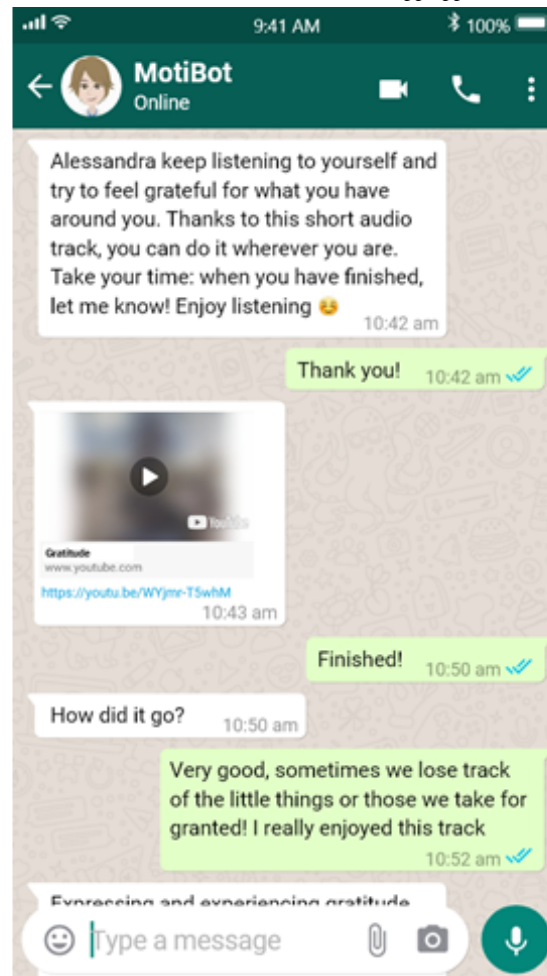 9:41 AM
100%
MotiBot
Online
Alessandra keep listening to yourself and
try to feel grateful for what you have
around you. Thanks to this short audio
track, you can do it wherever you are.
Take your time: when you have finished,
let me know! Enjoy listening
10:42 am
Thank you!
10:42 am
YouTube
Gratitude
www.youtube.com
https://youtu.be/WYjmr-T5whM
10:43 am
Finished!
10:50 am
How did it go?
10:50 am
Very good, sometimes we lose track
of the little things or those we take for
granted! I really enjoyed this track
10:52 am
Expressing and experiencing gratitude
Type a message